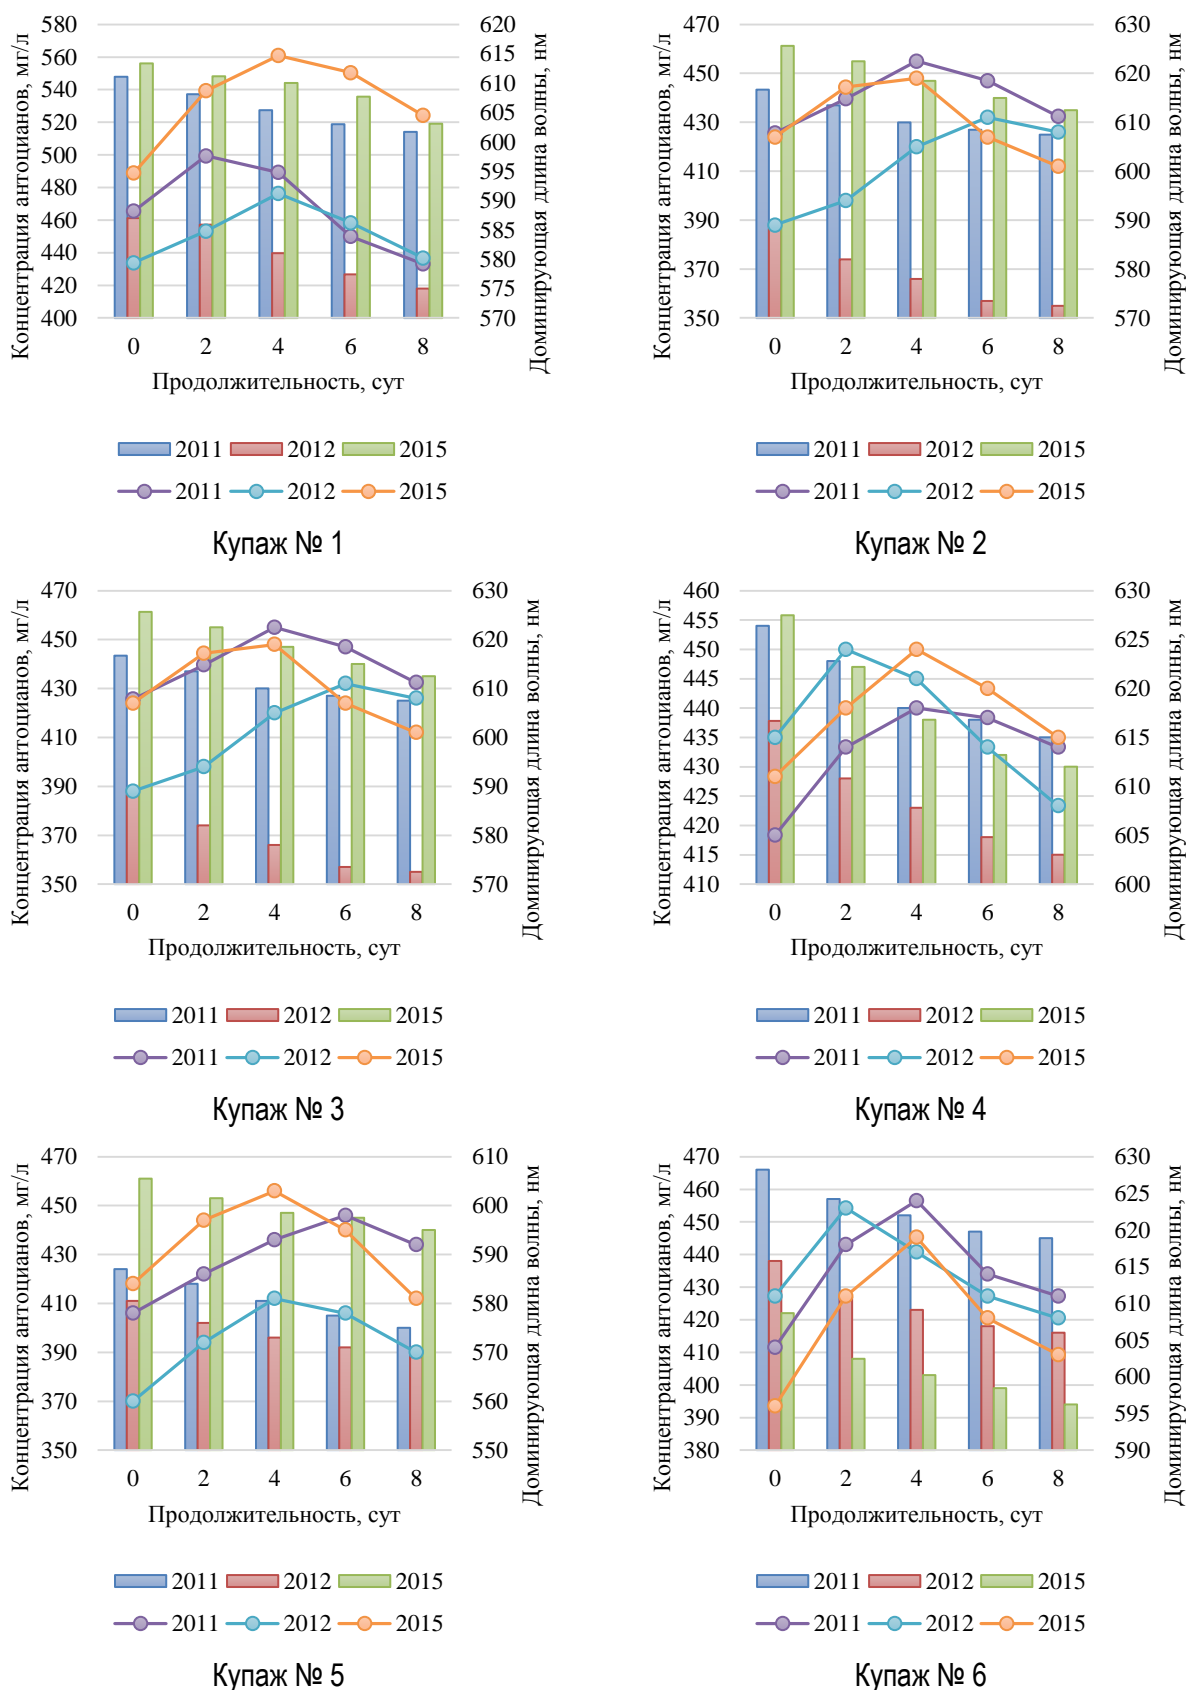 Концентрация антоцианов, мг/л
580
560
540
520
500
480
460
440
420
400
620
615
610
605
600
595
590
585
580
575
570
Доминирующая длина волны, нм
0 2 4 6 8
Продолжительность, сут
2011 2012 2015
2011 2012 2015
Купаж № 1
Концентрация антоцианов, мг/л
470
450
430
410
390
370
350
630
620
610
600
590
580
570
Доминирующая длина волны, нм
0 2 4 6 8
Продолжительность, сут
2011 2012 2015
2011 2012 2015
Купаж № 2
Концентрация антоцианов, мг/л
470
450
430
410
390
370
350
630
620
610
600
590
580
570
Доминирующая длина волны, нм
0 2 4 6 8
Продолжительность, сут
2011 2012 2015
2011 2012 2015
Купаж № 3
Концентрация антоцианов, мг/л
460
455
450
445
440
435
430
425
420
415
410
630
625
620
615
610
605
600
Доминирующая длина волны, нм
0 2 4 6 8
Продолжительность, сут
2011 2012 2015
2011 2012 2015
Купаж № 4
Концентрация антоцианов, мг/л
470
450
430
410
390
370
350
610
600
590
580
570
560
550
Доминирующая длина волны, нм
0 2 4 6 8
Продолжительность, сут
2011 2012 2015
2011 2012 2015
Купаж № 5
Концентрация антоцианов, мг/л
470
460
450
440
430
420
410
400
390
380
630
625
620
615
610
605
600
595
590
Доминирующая длина волны, нм
0 2 4 6 8
Продолжительность, сут
2011 2012 2015
2011 2012 2015
Купаж № 6